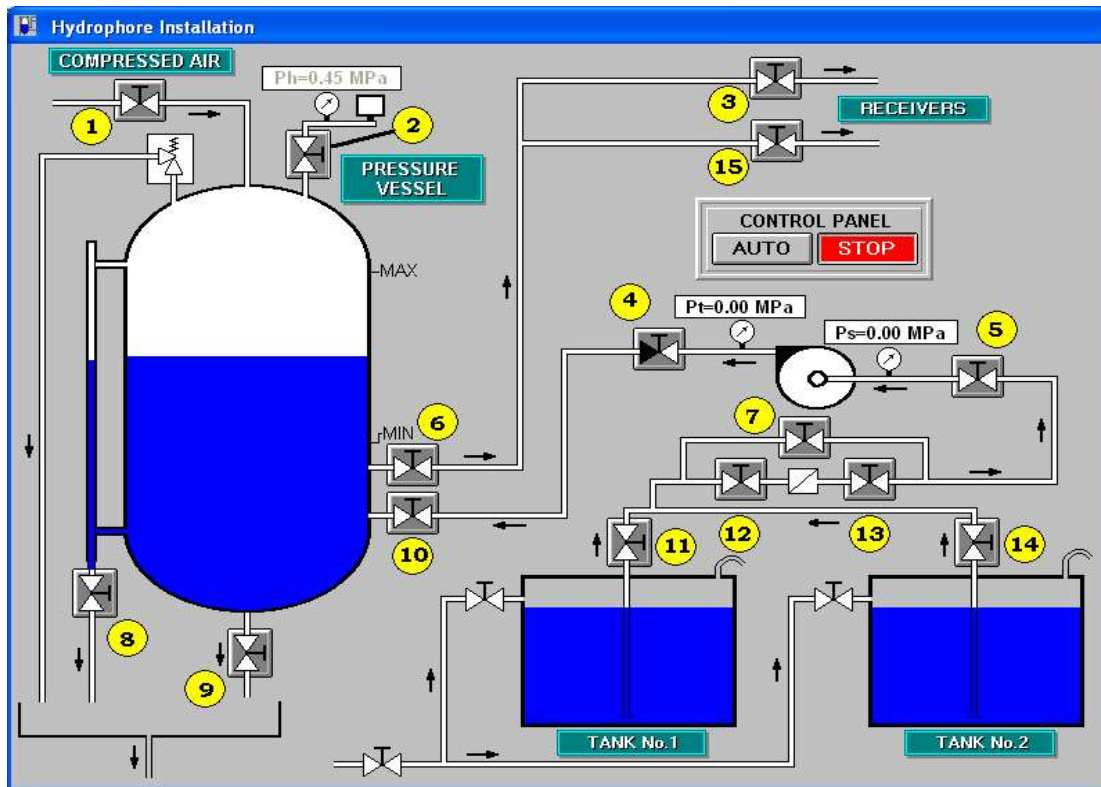 Hydrophore Installation
COMPRESSED AIR
Ph=0.45 MPa
1
2
3
RECEIVERS
15
PRESSURE
VESSEL
CONTROL PANEL
AUTO STOP
MAX
4
Pt=0.00 MPa
Ps=0.00 MPa
5
7
MIN
6
10
12
13
11
14
8
9
TANK No.1
TANK No.2